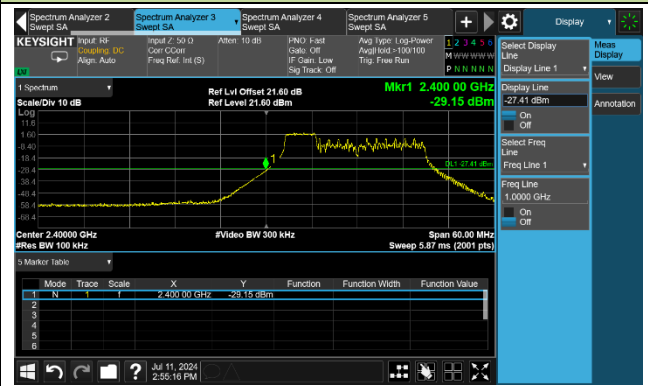 Spectrum Analyzer 2
Swept SA
Spectrum Analyzer 3
Swept SA
Spectrum Analyzer 4
Swept SA
Spectrum Analyzer 5
Swept SA
Display
KEYSIGHT
Input: RF
Coupling: DC
Align: Auto
Input Z: 50 Ω
Corr CCorr
Freq Ref: Int (S)
Atten: 10 dB
PNO: Fast
Gate: Off
IF Gain: Low
Sig Track: Off
Avg Type: Log-Power
Avg|Hold:>100/100
Trig: Free Run
1 2 3 4 5 6
M W W W W W
P N N N N N
LXI
1 Spectrum
Scale/Div 10 dB
Ref Lvl Offset 21.60 dB
Ref Level 21.60 dBm
Mkr1 2.400 00 GHz
-29.15 dBm
Log
11.6
1.60
-8.40
-18.4
-28.4
-38.4
-48.4
-58.4
-68.4
1
DL1 -27.41 dBm
Center 2.40000 GHz
#Res BW 100 kHz
#Video BW 300 kHz
Span 60.00 MHz
Sweep 5.87 ms (2001 pts)
5 Marker Table
Mode Trace Scale X Y Function Function Width Function Value
1 N 1 f 2.400 00 GHz -29.15 dBm
2
3
4
5
6
Select Display
Line
Display Line 1
Display Line
-27.41 dBm
On
Off
Select Freq
Line
Freq Line 1
Freq Line
1.0000 GHz
On
Off
Meas
Display
View
Annotation
?
Jul 11, 2024
2:55:16 PM